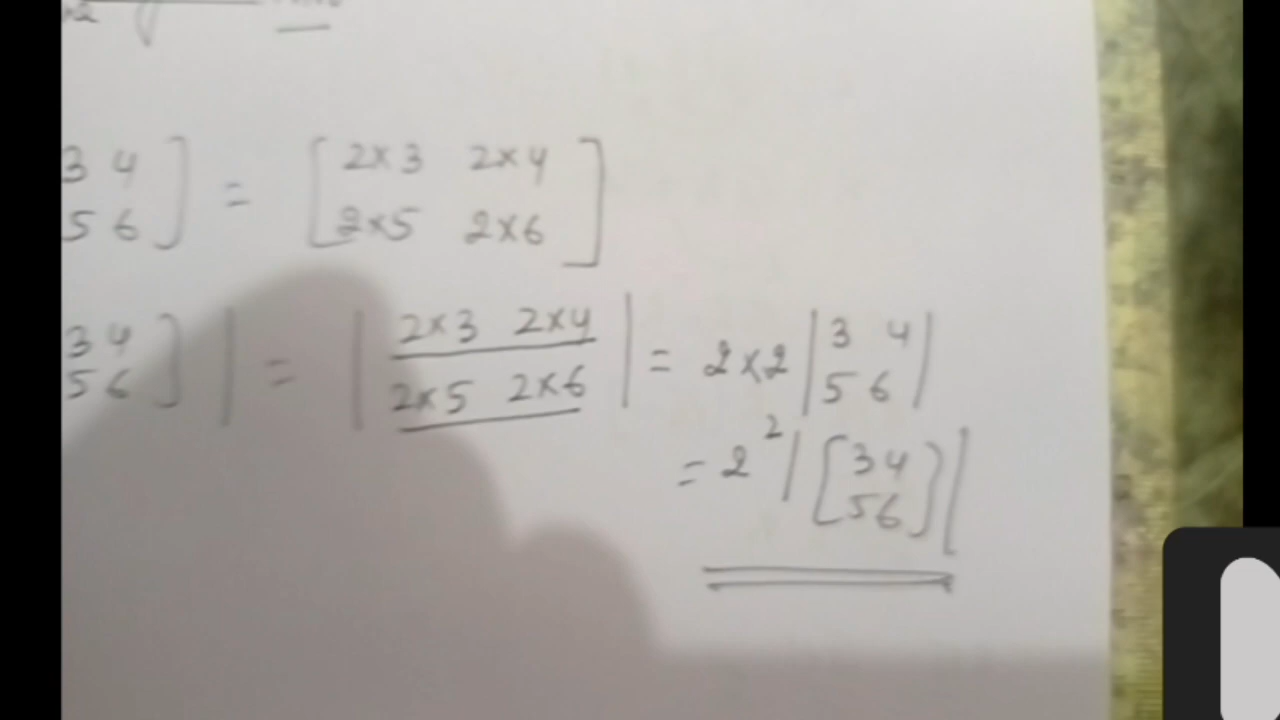 3 4 ] = [ 2×3 2×4
5 6 2×5 2×6 ]
3 4 ] | = | 2×3 2×4 | = 2×2 | 3 4 |
5 6 2×5 2×6 5 6
= 2² | [ 3 4 ] |
5 6